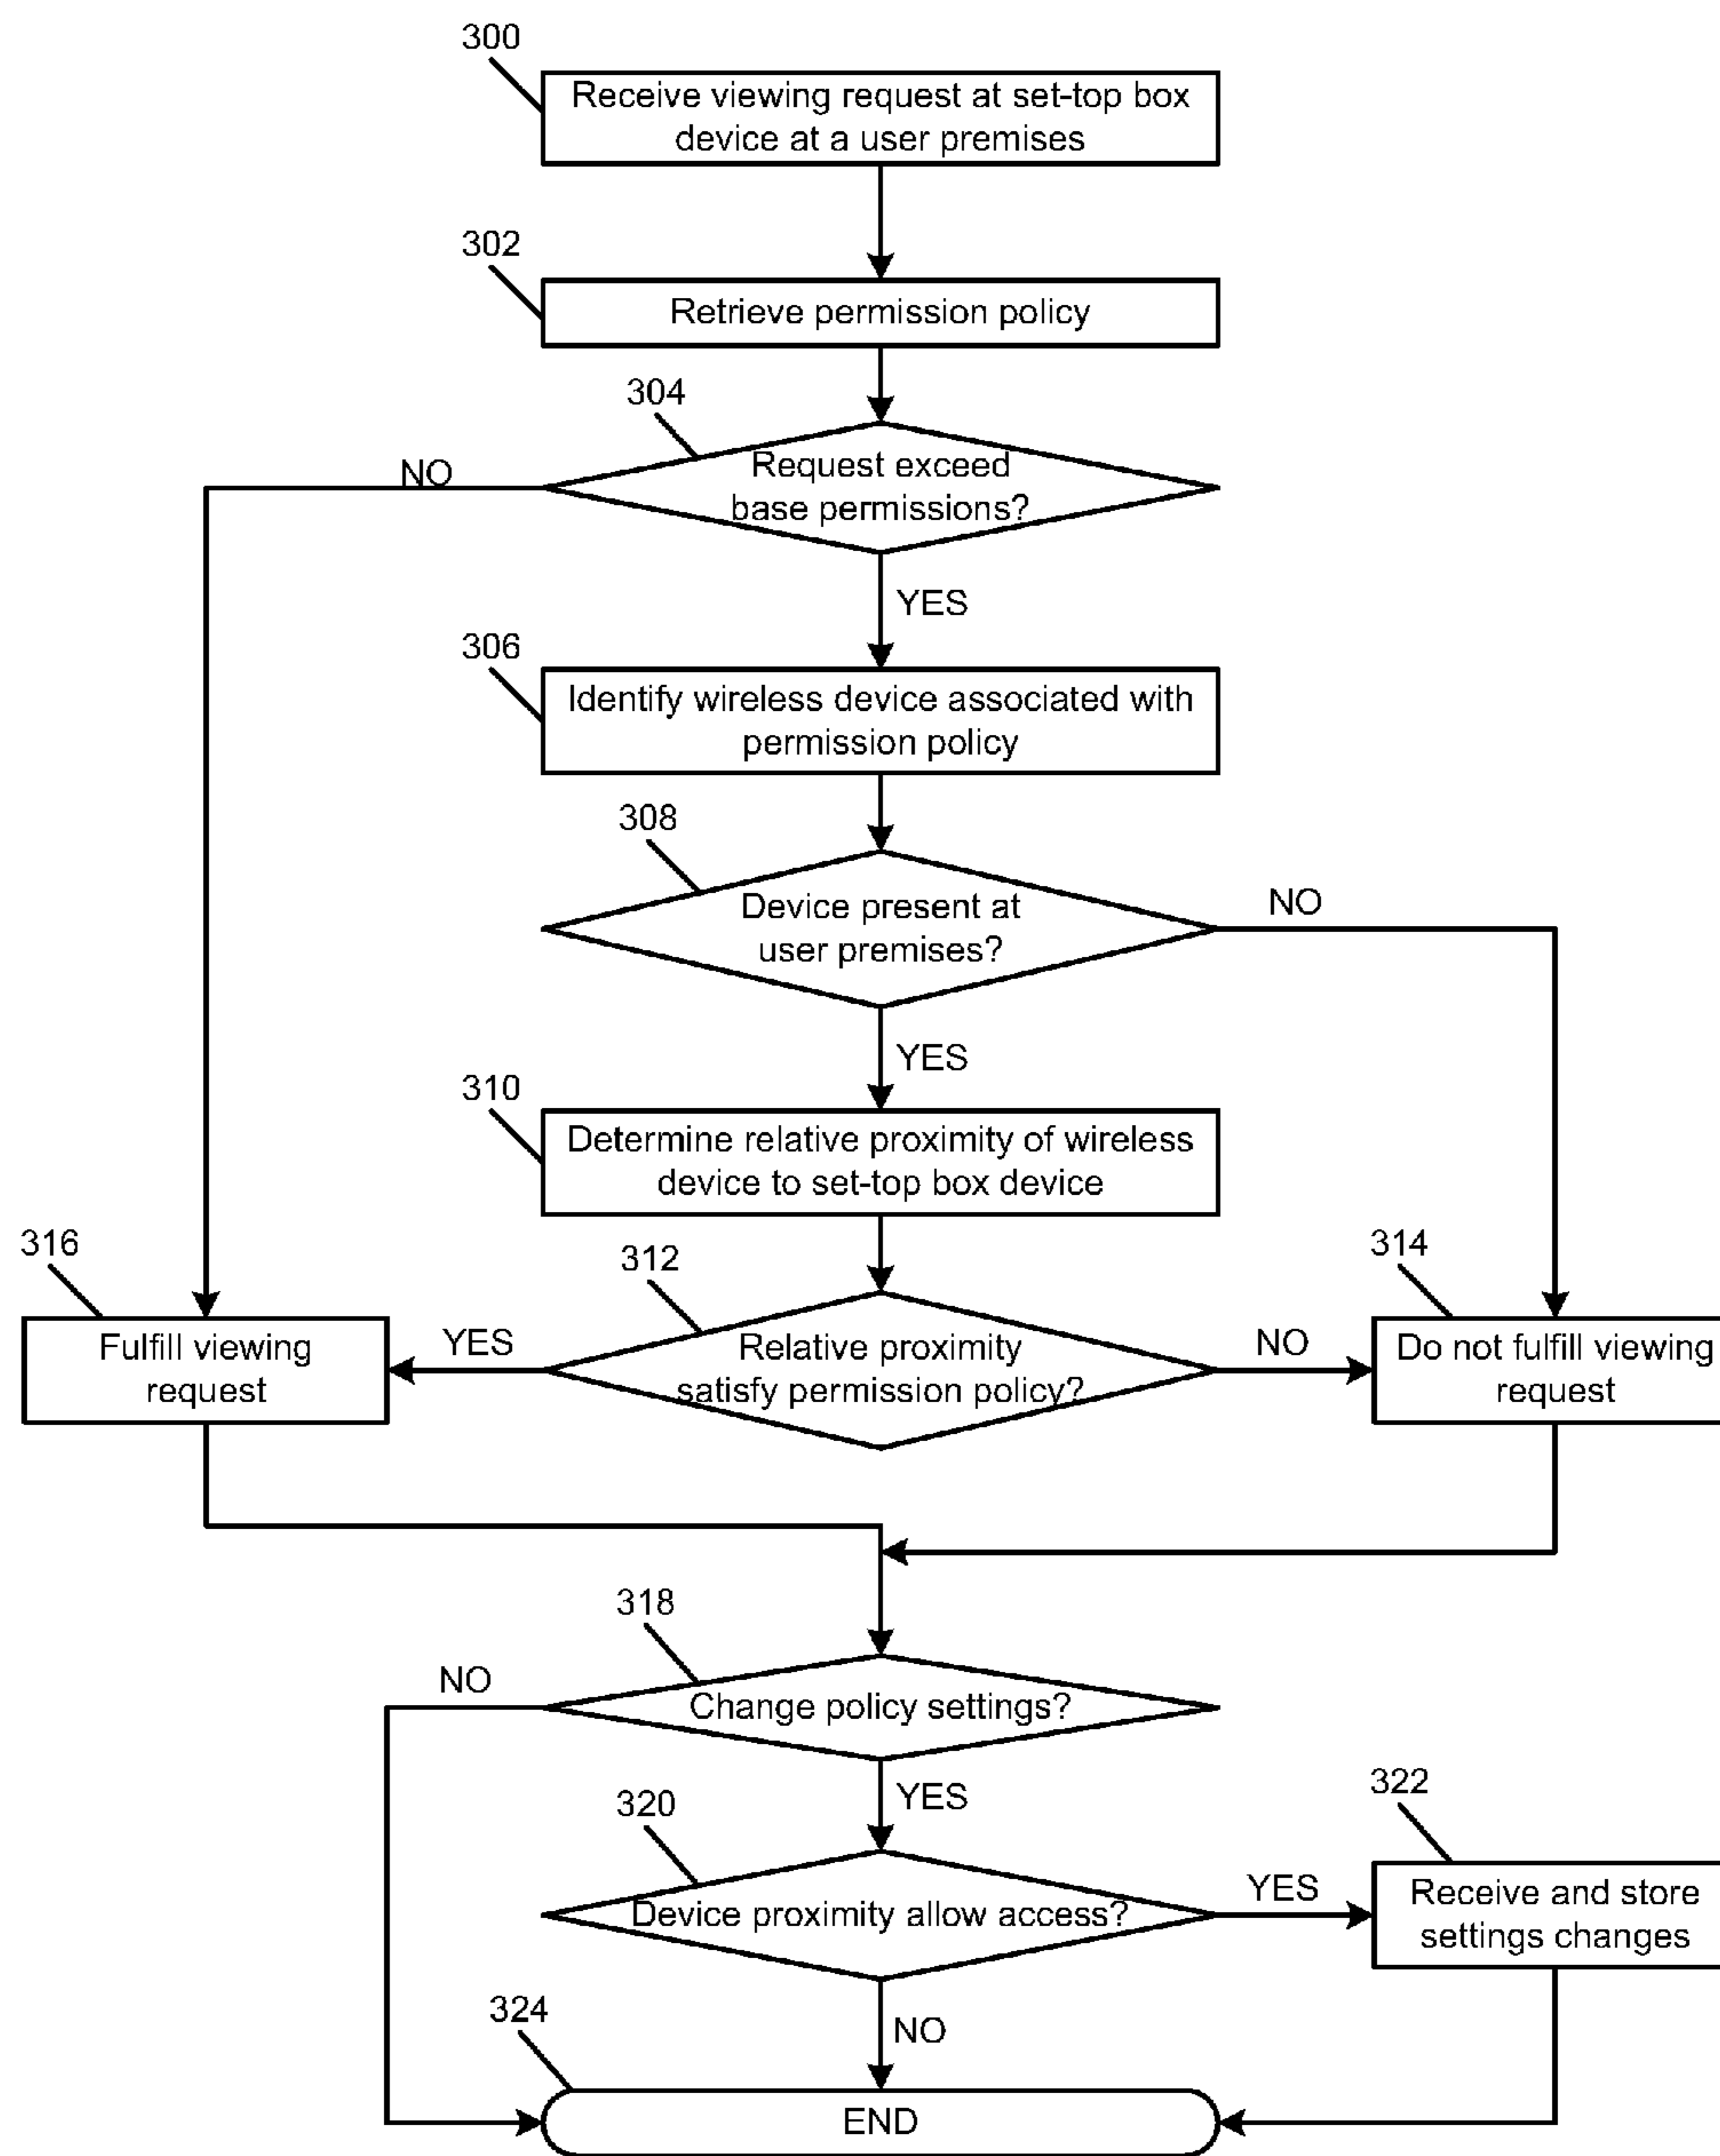 300
Receive viewing request at set-top box
device at a user premises
302
Retrieve permission policy
304
NO
Request exceed
base permissions?
YES
306
Identify wireless device associated with
permission policy
308
Device present at
user premises?
NO
YES
310
Determine relative proximity of wireless
device to set-top box device
316
312
314
Fulfill viewing
request
YES
Relative proximity
satisfy permission policy?
NO
Do not fulfill viewing
request
318
NO
Change policy settings?
YES
320
322
Device proximity allow access?
YES
Receive and store
settings changes
324
NO
END